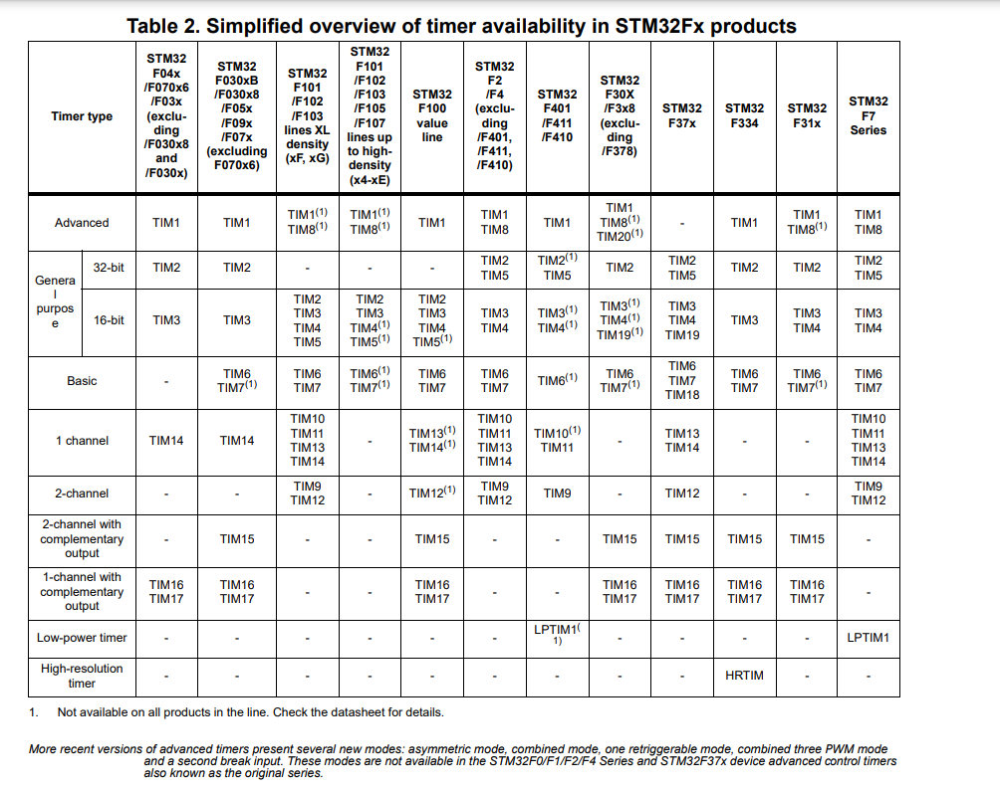 Table 2. Simplified overview of timer availability in STM32Fx products
Timer type
STM32
F04x
/F070x6
/F03x
(exclu-
ding
/F030x8
and
/F030x)
STM32
F030xB
/F030x8
/F05x
/F09x
/F07x
(excluding
F070x6)
STM32
F101
/F102
/F103
lines XL
density
(xF, xG)
STM32
F101
/F102
/F103
/F105
/F107
lines up
to high-
density
(x4-xE)
STM32
F100
value
line
STM32
F2
/F4
(exclu-
ding
/F401,
/F411,
/F410)
STM32
F401
/F411
/F410
STM32
F30X
/F3x8
(exclu-
ding
/F378)
STM32
F37x
STM32
F334
STM32
F31x
STM32
F7
Series
Advanced
TIM1
TIM1
TIM1(1)
TIM8(1)
TIM1(1)
TIM8(1)
TIM1
TIM1
TIM8
TIM1
TIM1
TIM8(1)
TIM20(1)
-
TIM1
TIM1
TIM8(1)
TIM1
TIM8
Genera
l
purpos
e
32-bit
TIM2
TIM2
-
-
-
TIM2
TIM5
TIM2(1)
TIM5
TIM2
TIM2
TIM5
TIM2
TIM2
TIM2
TIM5
16-bit
TIM3
TIM3
TIM2
TIM3
TIM4
TIM5
TIM2
TIM3
TIM4(1)
TIM5(1)
TIM2
TIM3
TIM4
TIM5(1)
TIM3
TIM4
TIM3(1)
TIM4(1)
TIM3(1)
TIM4(1)
TIM19(1)
TIM3
TIM4
TIM19
TIM3
TIM3
TIM4
TIM3
TIM4
Basic
-
TIM6
TIM7(1)
TIM6
TIM7
TIM6(1)
TIM7(1)
TIM6
TIM7
TIM6
TIM7
TIM6(1)
TIM6
TIM7(1)
TIM6
TIM7
TIM18
TIM6
TIM7
TIM6
TIM7(1)
TIM6
TIM7
1 channel
TIM14
TIM14
TIM10
TIM11
TIM13
TIM14
-
TIM13(1)
TIM14(1)
TIM10
TIM11
TIM13
TIM14
TIM10(1)
TIM11
-
TIM13
TIM14
-
-
TIM10
TIM11
TIM13
TIM14
2-channel
-
-
TIM9
TIM12
-
TIM12(1)
TIM9
TIM12
TIM9
-
TIM12
-
-
TIM9
TIM12
2-channel with
complementary
output
-
TIM15
-
-
TIM15
-
-
TIM15
TIM15
TIM15
TIM15
-
1-channel with
complementary
output
TIM16
TIM17
TIM16
TIM17
-
-
TIM16
TIM17
-
-
TIM16
TIM17
TIM16
TIM17
TIM16
TIM17
TIM16
TIM17
-
Low-power timer
-
-
-
-
-
-
LPTIM1(
1)
-
-
-
-
LPTIM1
High-resolution
timer
-
-
-
-
-
-
-
-
-
HRTIM
-
-
1. Not available on all products in the line. Check the datasheet for details.
More recent versions of advanced timers present several new modes: asymmetric mode, combined mode, one retriggerable mode, combined three PWM mode
and a second break input. These modes are not available in the STM32F0/F1/F2/F4 Series and STM32F37x device advanced control timers
also known as the original series.